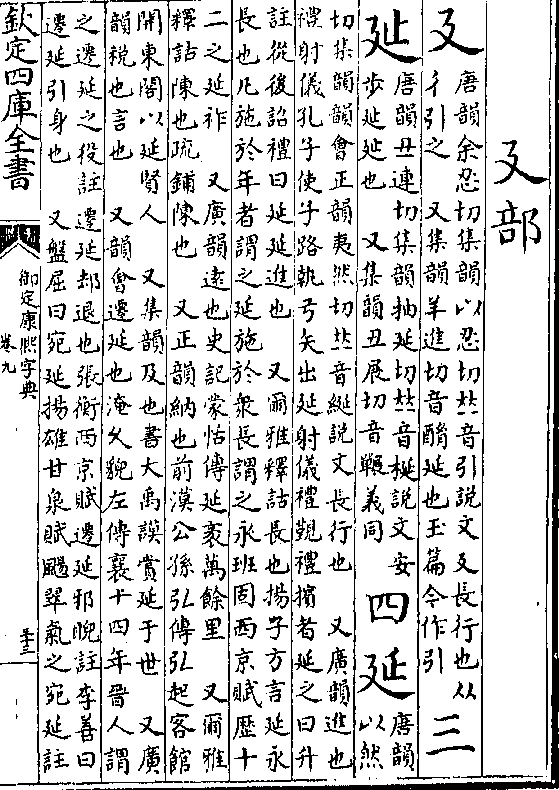 廴部
廴 唐韻余忍切集韻以忍切𠀤音引説文廴長行也从
彳引之 又集韻羊進切音酳延也玉篇今作引 三
㢟 唐韻丑連切集韻抽延切𠀤音梴説文安
步㢟㢟也 又集韻丑展切音囅義同 四 延 唐韻
以然
切集韻韻會正韻夷然切𠀤音綖説文長行也 又廣韻進也
禮射儀孔子使子路執弓矢出延射儀禮覲禮擯者延之曰升
註從後詔禮曰延延進也 又爾雅釋詁長也揚子方言延永
長也凡施於年者謂之延施於衆長謂之永班固西京賦歷十
二之延祚 又廣韻遠也史記蒙恬傳延袤萬餘里 又爾雅
釋詁陳也疏鋪陳也 又正韻納也前漢公孫弘傳弘起客館
開東閤以延賢人 又集韻及也書大禹謨賞延于世 又廣
韻税也言也 又韻會遷延也淹久貌左傳襄十四年晉人謂
之遷延之役註遷延却退也張衡西京賦遷延邪睨註李善曰
遷延引身也 又盤屈曰宛延揚雄甘泉賦颺翠氣之宛延註
欽定四庫全書
御定康熙字典
卷九